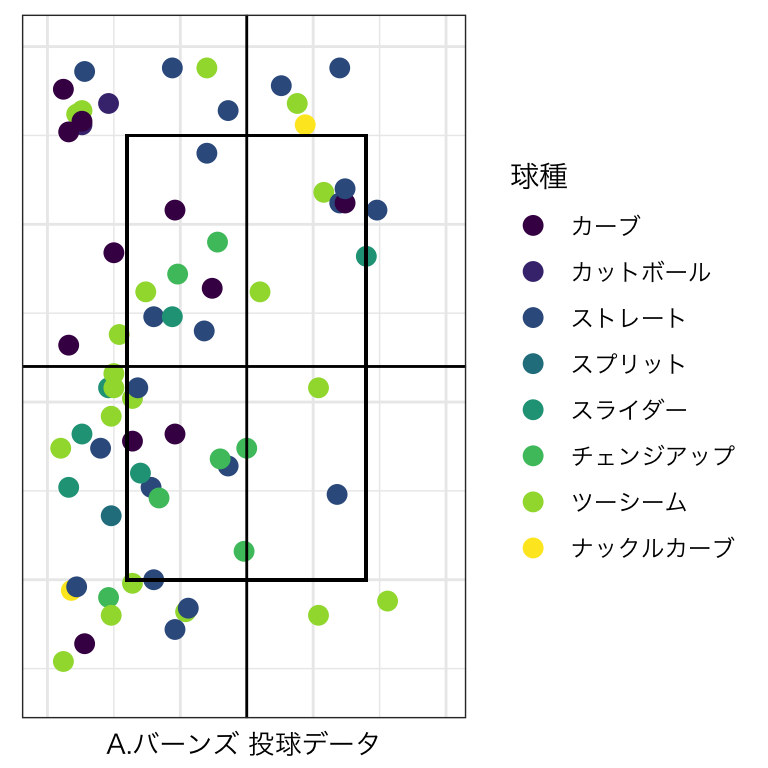 球種
カーブ
カットボール
ストレート
スプリット
スライダー
チェンジアップ
ツーシーム
ナックルカーブ
A.バーンズ 投球データ